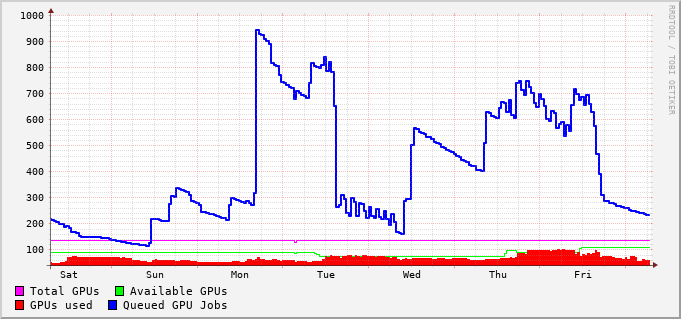 1000
900
800
700
600
500
400
300
200
100
Sat Sun Mon Tue Wed Thu Fri
Total GPUs Available GPUs
GPUs used Queued GPU Jobs
RRDTOOL / TOBI OETIKER